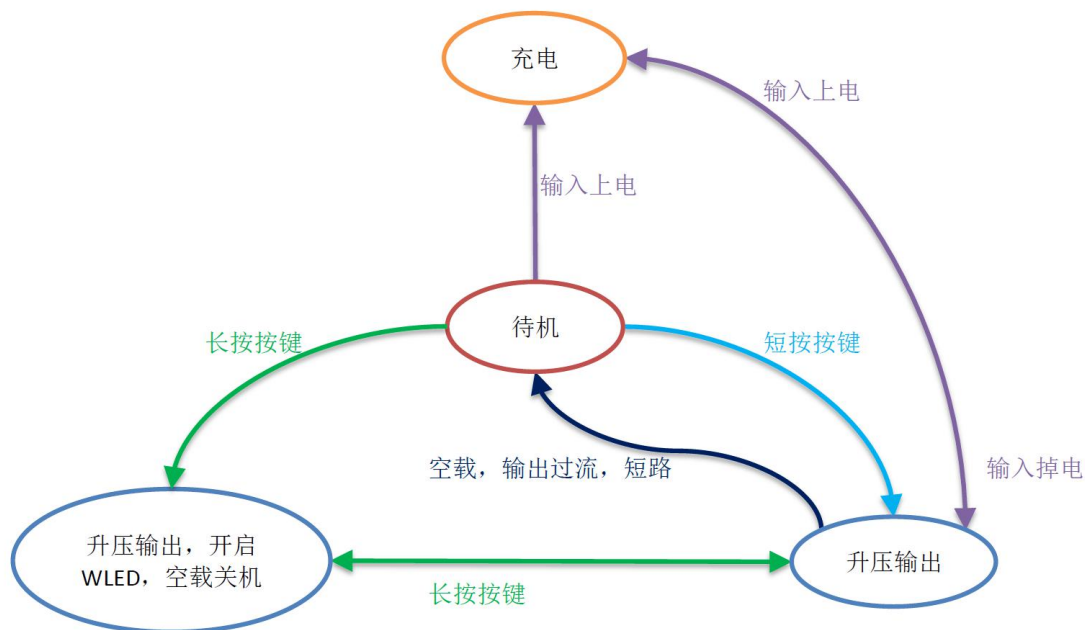 充电
输入上电
输入上电
待机
长按按键
短按按键
空载，输出过流，短路
输入掉电
升压输出，开启
WLED，空载关机
升压输出
长按按键